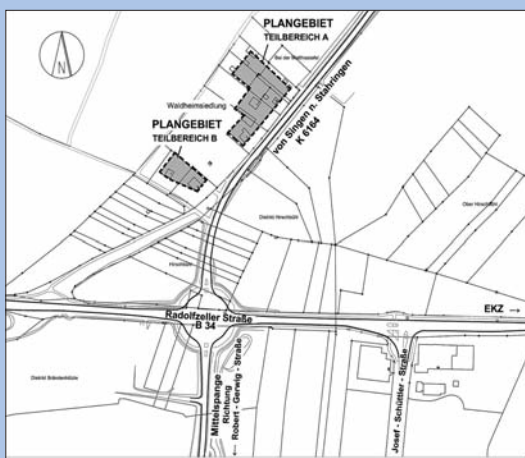 PLANGEBIET
TEILBEREICH A
N
Waldheimsiedlung
PLANGEBIET
TEILBEREICH B
von Singen n. Stahringen
K 6164
EKZ →
Radolfzeller Straße
B 34
Mittelspange
Richtung
← Robert - Gerwig - Straße
Josef - Schüttler - Straße